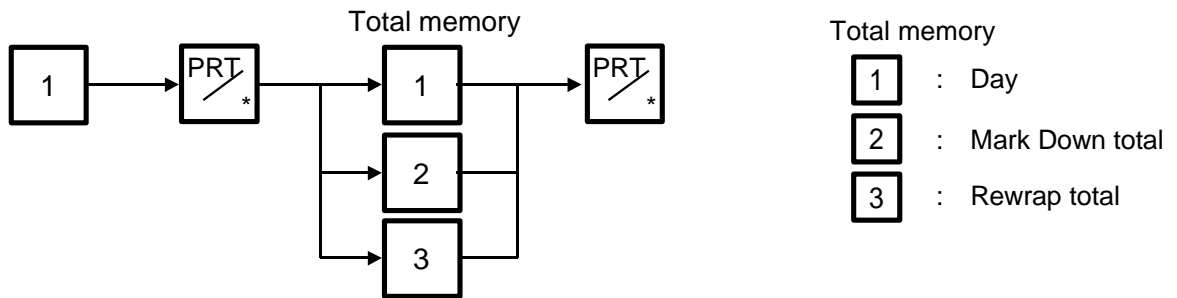 Total memory
1 PRT * 1 PRT *
2
3
Total memory
1 : Day
2 : Mark Down total
3 : Rewrap total